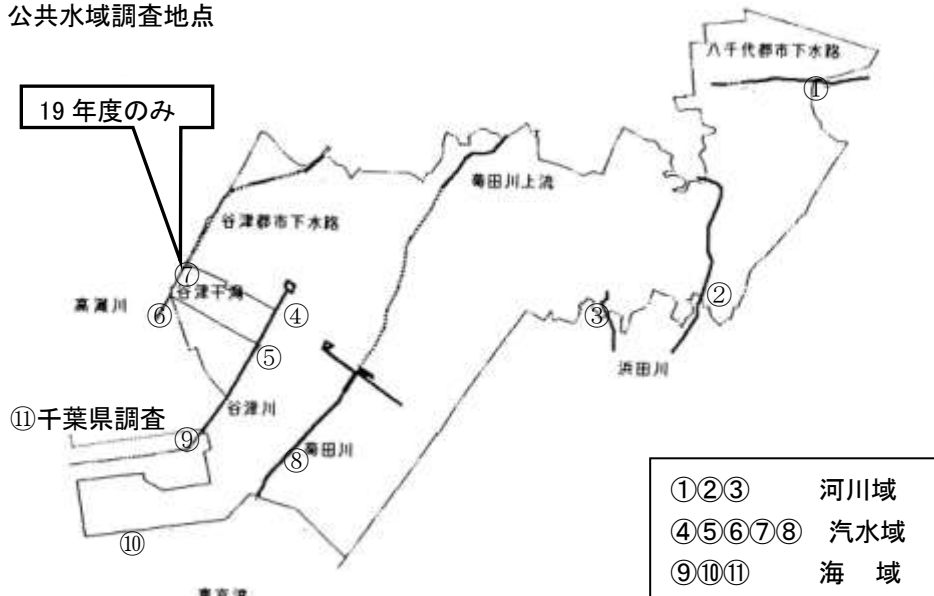 公共水域調査地点
八千代都市下水路
①
19 年度のみ
菊田川上流
谷津都市下水路
⑦
谷津干潟
高瀬川
⑥
④
②
③
⑤
浜田川
谷津川
⑪千葉県調査
⑨
菊田川
⑧
⑩
①②③ 河川域
④⑤⑥⑦⑧ 汽水域
⑨⑩⑪ 海 域
東京湾